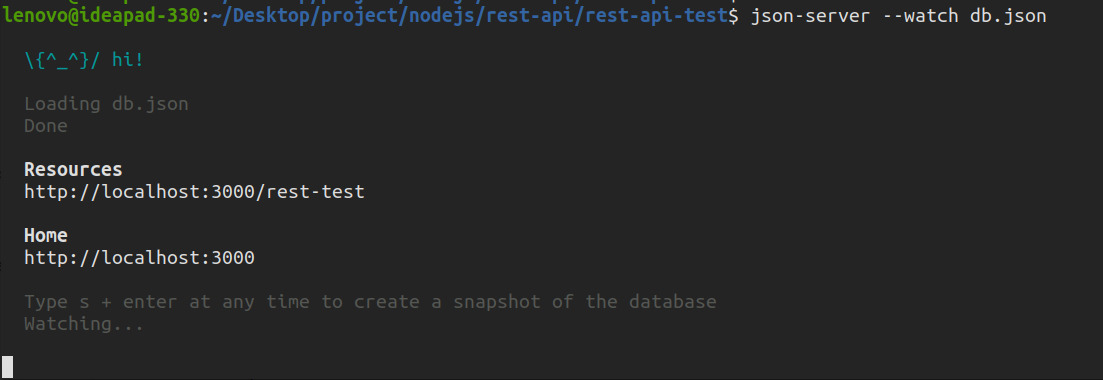 lenovo@ideapad-330:~/Desktop/project/nodejs/rest-api/rest-api-test$ json-server --watch db.json
\{^_^}/ hi!
Loading db.json
Done
Resources
http://localhost:3000/rest-test
Home
http://localhost:3000
Type s + enter at any time to create a snapshot of the database
Watching...